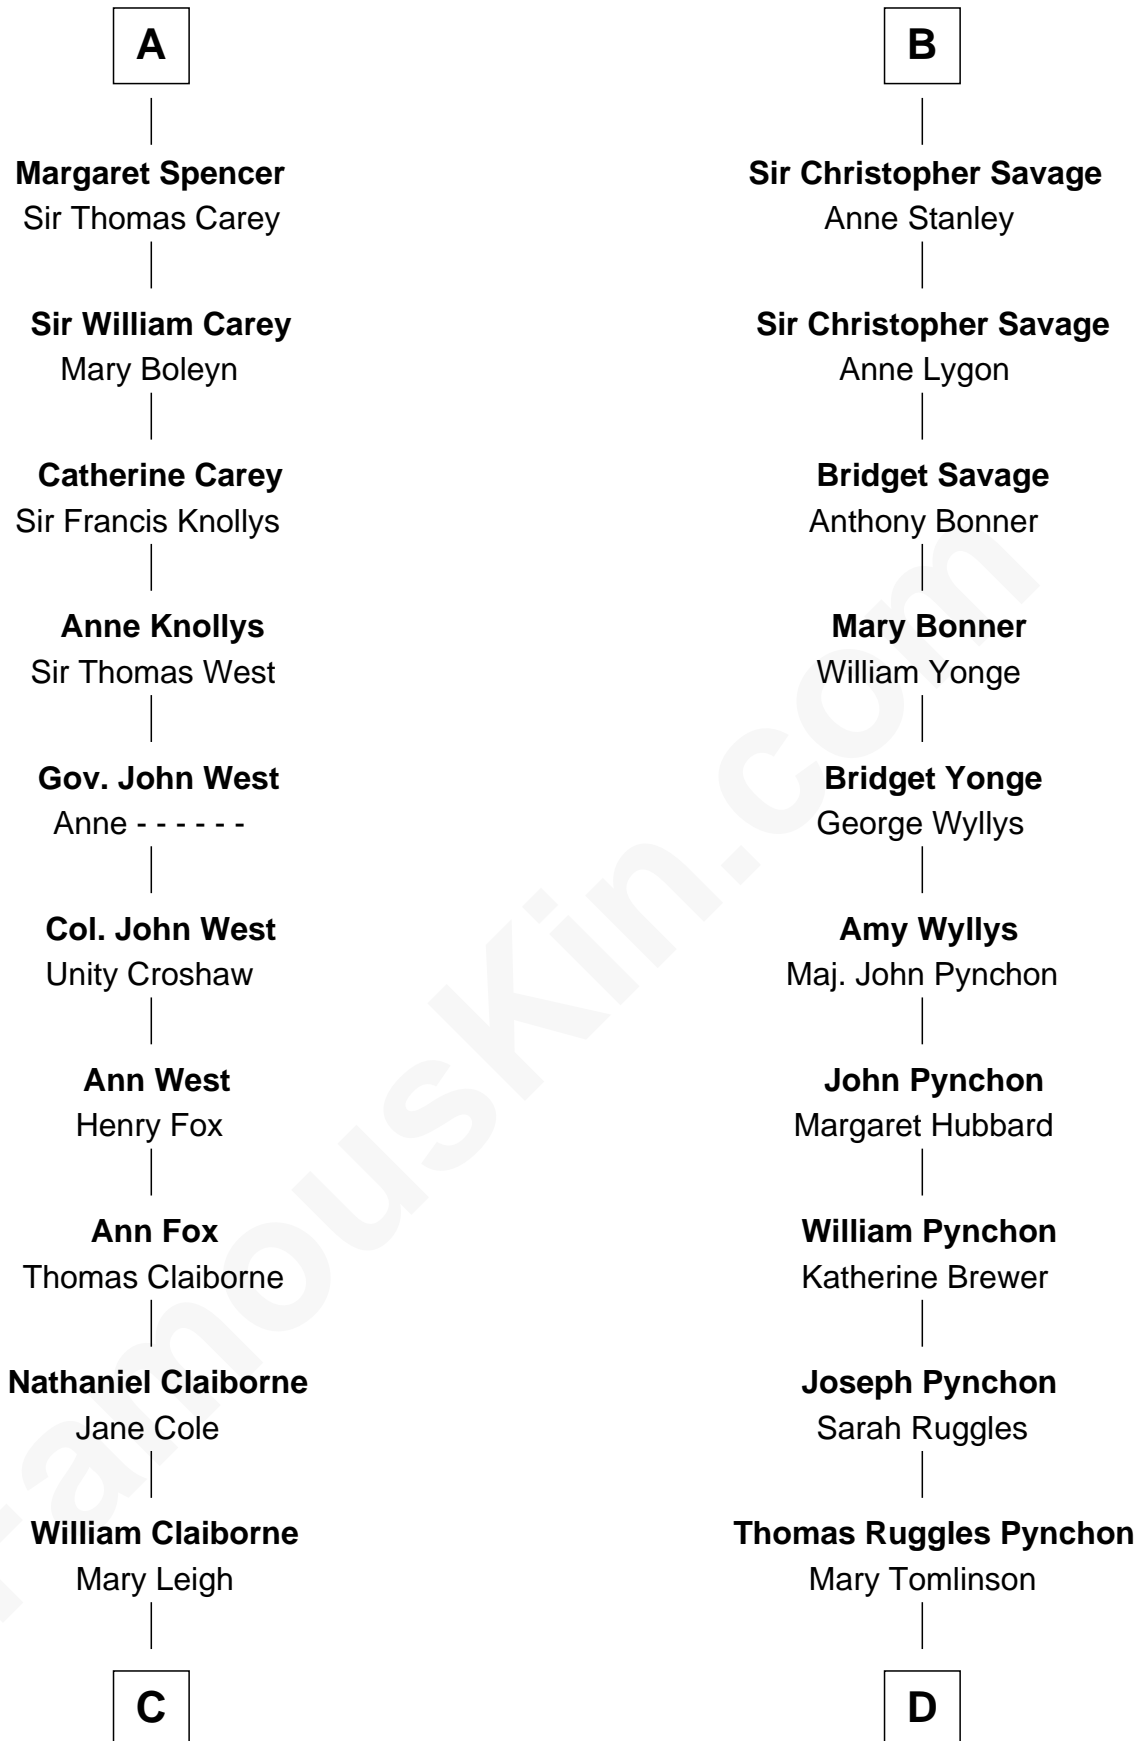 A
Margaret Spencer
Sir Thomas Carey
Sir William Carey
Mary Boleyn
Catherine Carey
Sir Francis Knollys
Anne Knollys
Sir Thomas West
Gov. John West
Anne - - - - - -
Col. John West
Unity Croshaw
Ann West
Henry Fox
Ann Fox
Thomas Claiborne
Nathaniel Claiborne
Jane Cole
William Claiborne
Mary Leigh
C
B
Sir Christopher Savage
Anne Stanley
Sir Christopher Savage
Anne Lygon
Bridget Savage
Anthony Bonner
Mary Bonner
William Yonge
Bridget Yonge
George Wyllys
Amy Wyllys
Maj. John Pynchon
John Pynchon
Margaret Hubbard
William Pynchon
Katherine Brewer
Joseph Pynchon
Sarah Ruggles
Thomas Ruggles Pynchon
Mary Tomlinson
D
FamousKin.com